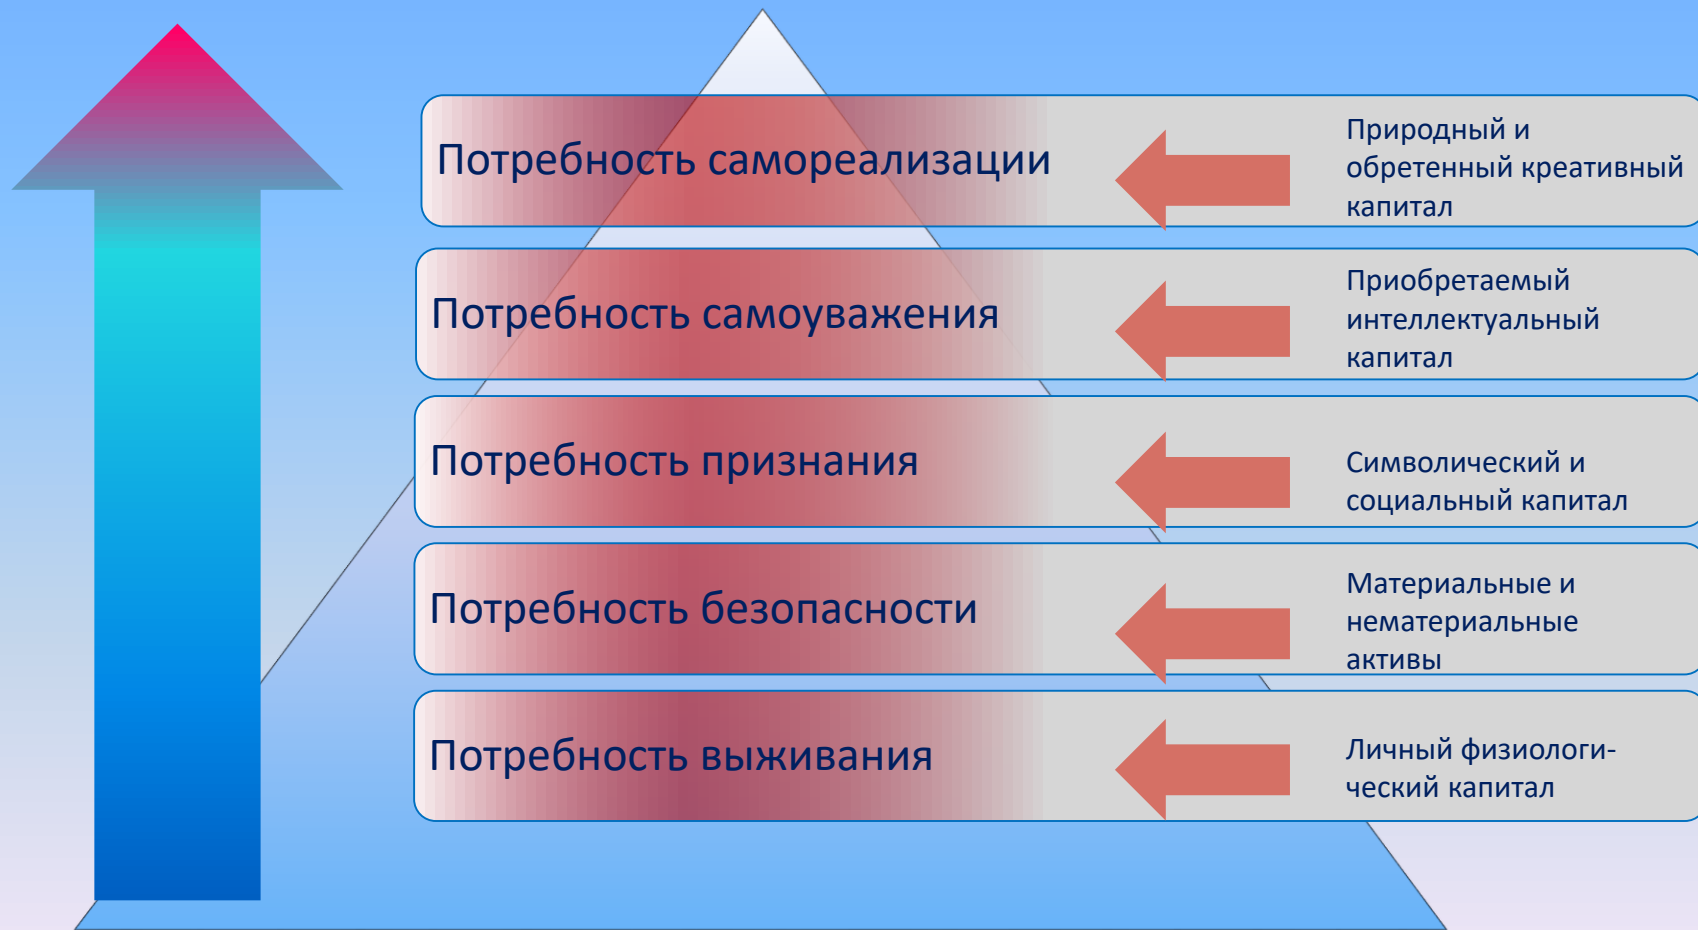 Потребность самореализации
Природный и
обретенный креативный
капитал
Потребность самоуважения
Приобретаемый
интеллектуальный
капитал
Потребность признания
Символический и
социальный капитал
Потребность безопасности
Материальные и
нематериальные
активы
Потребность выживания
Личный физиологи-
ческий капитал